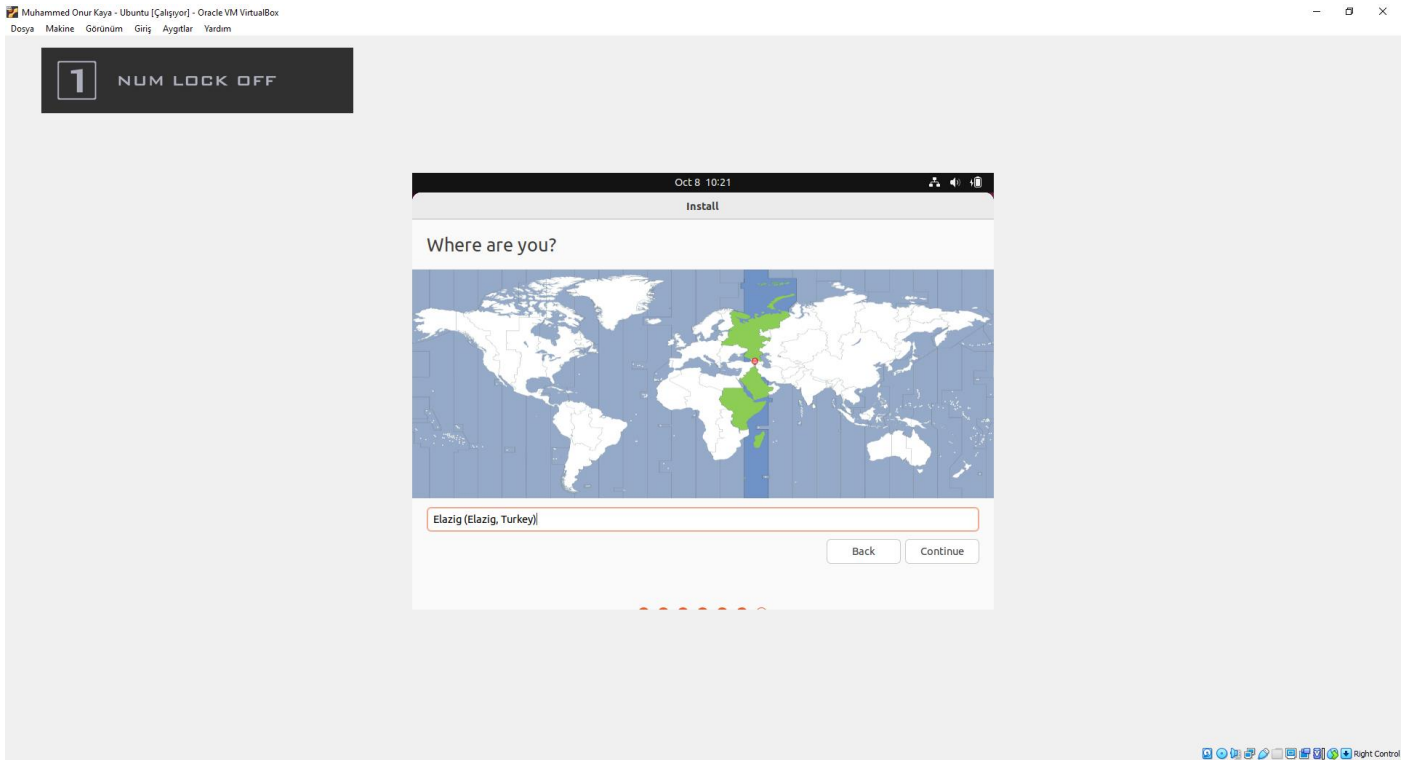 Muhammed Onur Kaya - Ubuntu [Çalışıyor] - Oracle VM VirtualBox
Dosya Makine Görünüm Giriş Aygıtlar Yardım
1 NUM LOCK OFF
Oct 8 10:21
Install
Where are you?
Elazig (Elazig, Turkey)
Back Continue
Right Control